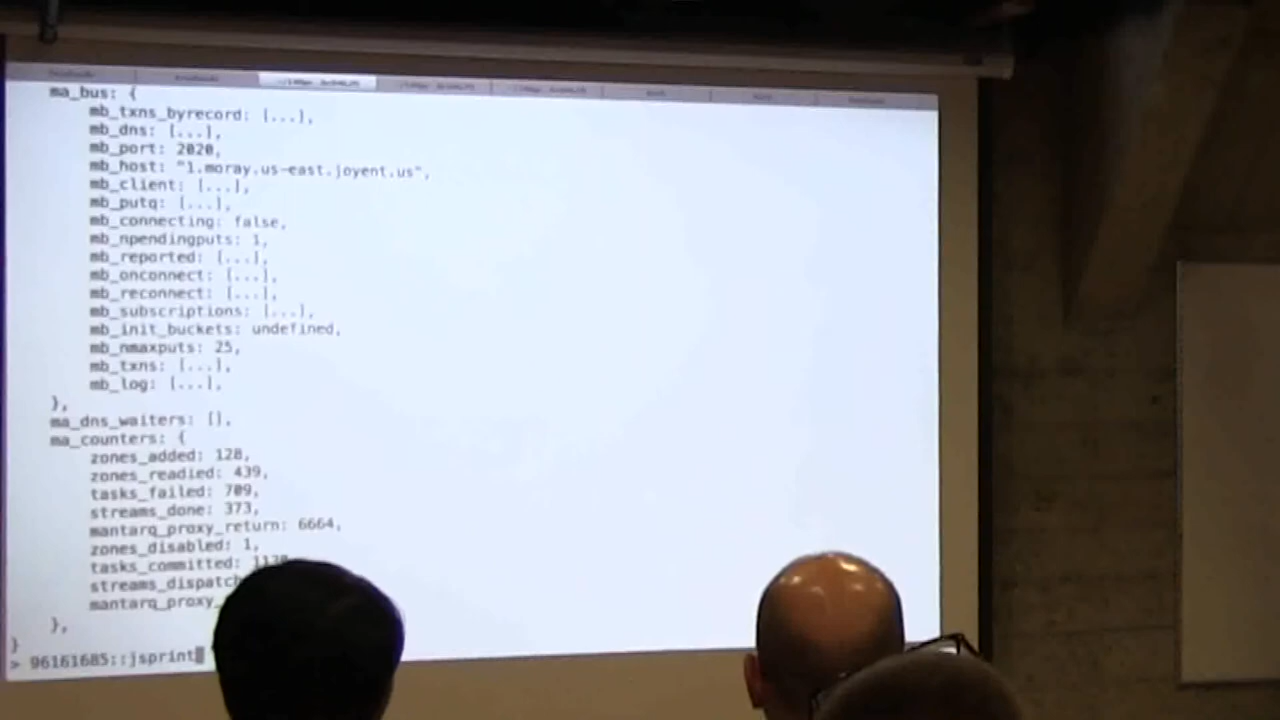 ma_bus: {
mb_txns_byrecord: [...],
mb_dns: [...],
mb_port: 2020,
mb_host: "1.moray.us-east.joyent.us",
mb_client: [...],
mb_putq: [...],
mb_connecting: false,
mb_npendingputs: 1,
mb_reported: [...],
mb_onconnect: [...],
mb_reconnect: [...],
mb_subscriptions: [...],
mb_init_buckets: undefined,
mb_nmaxputs: 25,
mb_txns: [...],
mb_log: [...],
},
ma_dns_waiters: [],
ma_counters: {
zones_added: 128,
zones_readied: 439,
tasks_failed: 709,
streams_done: 373,
mantarq_proxy_return: 6664,
zones_disabled: 1,
tasks_committed:
streams_dispatch
mantarq_proxy_
},
}
> 96161685::jsprint